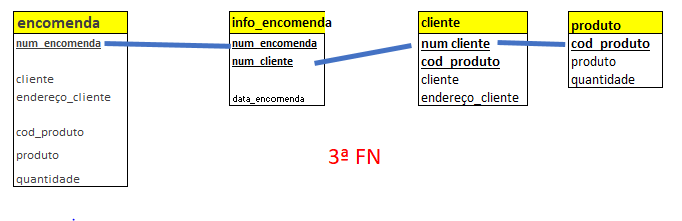 encomenda
num_encomenda
cliente
endereço_cliente
cod_produto
produto
quantidade
info_encomenda
num_encomenda
num_cliente
data_encomenda
cliente
num cliente
cod_produto
cliente
endereço_cliente
produto
cod_produto
produto
quantidade
3ª FN
.